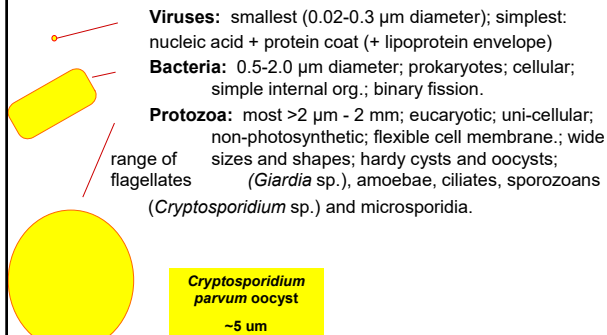 Viruses: smallest (0.02-0.3 µm diameter); simplest:
nucleic acid + protein coat (+ lipoprotein envelope)
Bacteria: 0.5-2.0 µm diameter; prokaryotes; cellular;
simple internal org.; binary fission.
Protozoa: most >2 µm - 2 mm; eucaryotic; uni-cellular;
non-photosynthetic; flexible cell membrane.; wide
range of sizes and shapes; hardy cysts and oocysts;
flagellates (Giardia sp.), amoebae, ciliates, sporozoans
(Cryptosporidium sp.) and microsporidia.
Cryptosporidium
parvum oocyst
~5 um